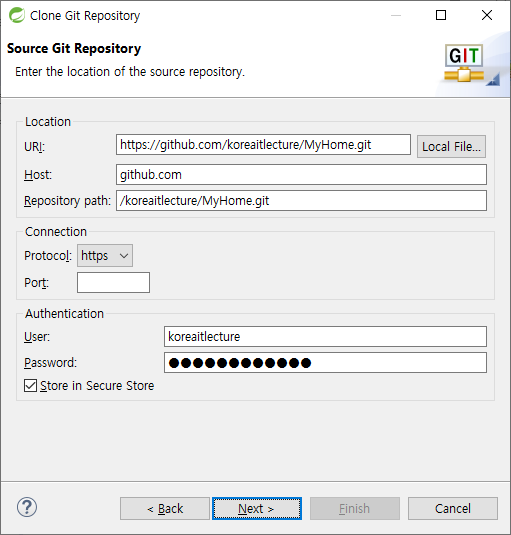 Clone Git Repository
Source Git Repository
Enter the location of the source repository.
GIT
Location
URI: https://github.com/koreaitlecture/MyHome.git Local File...
Host: github.com
Repository path: /koreaitlecture/MyHome.git
Connection
Protocol: https
Port:
Authentication
User: koreaitlecture
Password: ●●●●●●●●●●●●
Store in Secure Store
? < Back Next > Finish Cancel